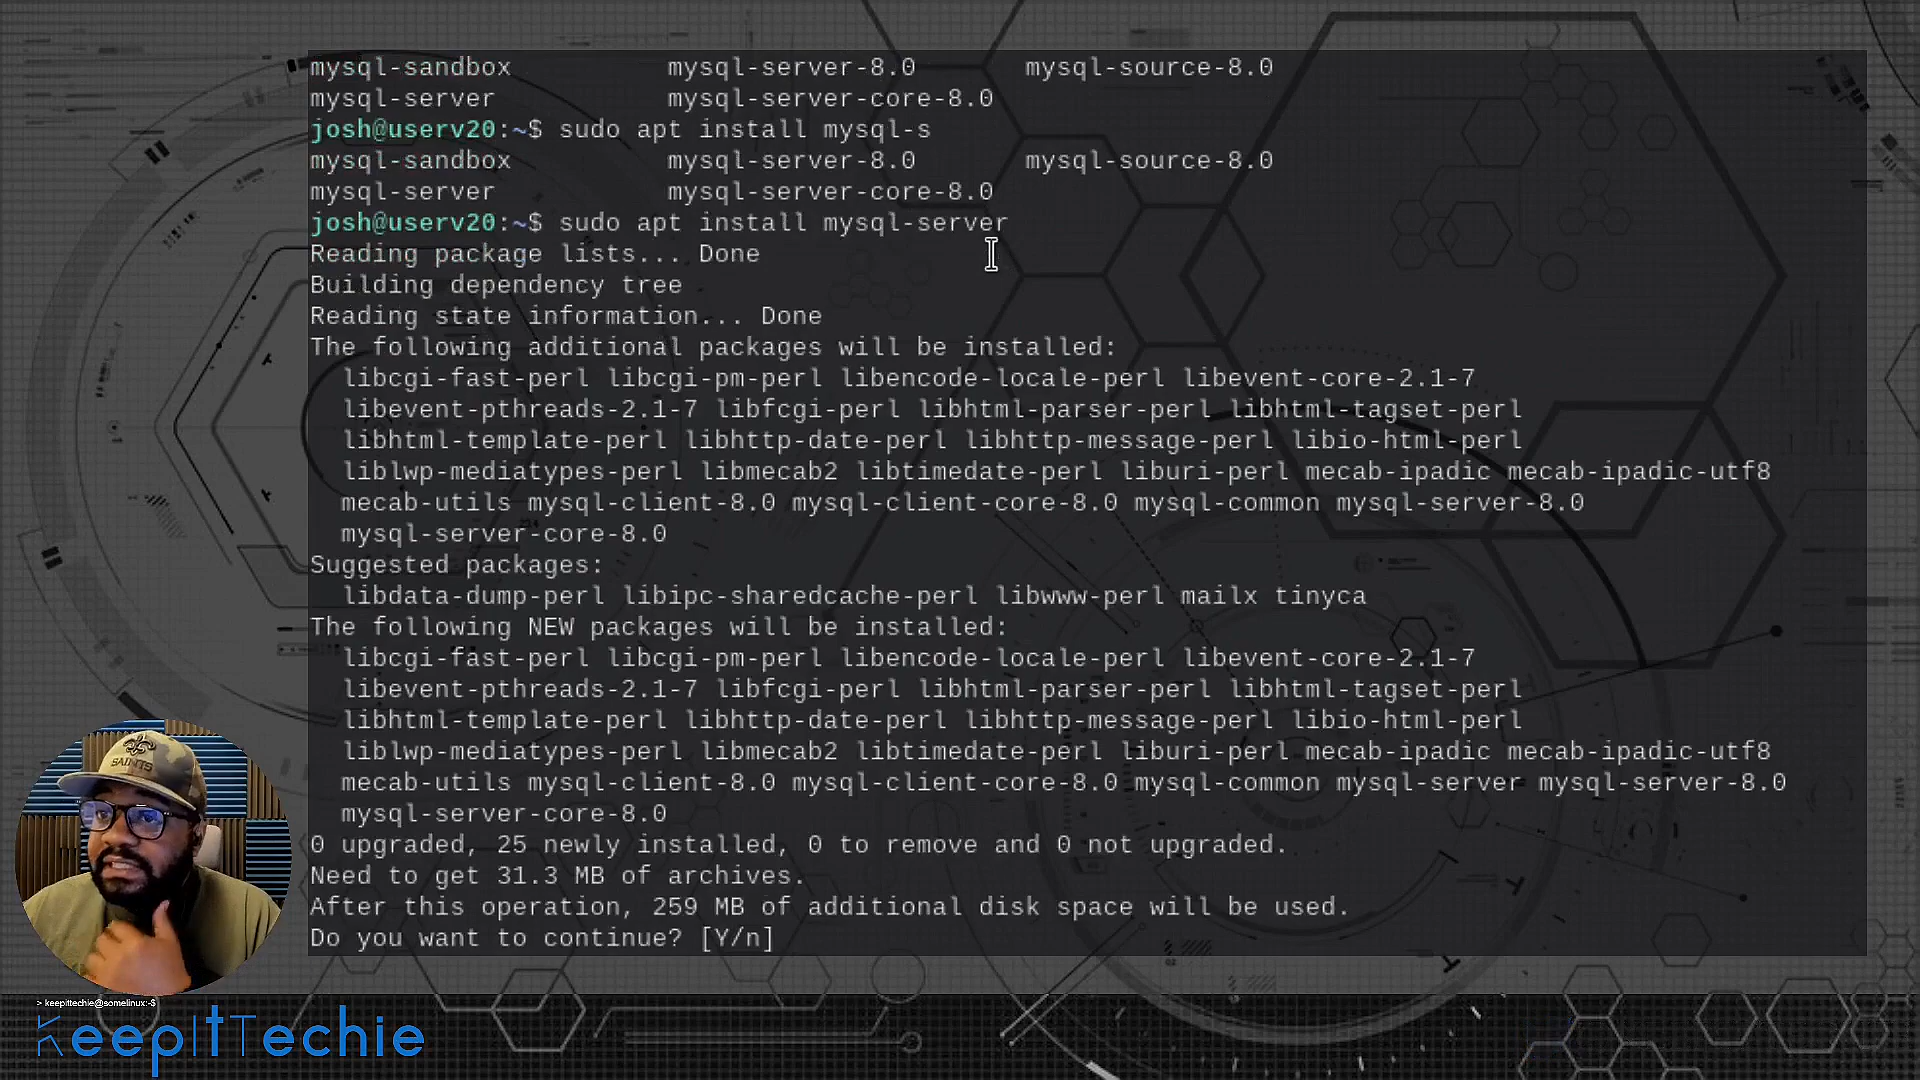 mysql-sandbox mysql-server-8.0 mysql-source-8.0
mysql-server mysql-server-core-8.0
josh@userv20:~$ sudo apt install mysql-s
mysql-sandbox mysql-server-8.0 mysql-source-8.0
mysql-server mysql-server-core-8.0
josh@userv20:~$ sudo apt install mysql-server
Reading package lists... Done
Building dependency tree
Reading state information... Done
The following additional packages will be installed:
libcgi-fast-perl libcgi-pm-perl libencode-locale-perl libevent-core-2.1-7
libevent-pthreads-2.1-7 libfcgi-perl libhtml-parser-perl libhtml-tagset-perl
libhtml-template-perl libhttp-date-perl libhttp-message-perl libio-html-perl
liblwp-mediatypes-perl libmecab2 libtimedate-perl liburi-perl mecab-ipadic mecab-ipadic-utf8
mecab-utils mysql-client-8.0 mysql-client-core-8.0 mysql-common mysql-server-8.0
mysql-server-core-8.0
Suggested packages:
libdata-dump-perl libipc-sharedcache-perl libwww-perl mailx tinyca
The following NEW packages will be installed:
libcgi-fast-perl libcgi-pm-perl libencode-locale-perl libevent-core-2.1-7
libevent-pthreads-2.1-7 libfcgi-perl libhtml-parser-perl libhtml-tagset-perl
libhtml-template-perl libhttp-date-perl libhttp-message-perl libio-html-perl
liblwp-mediatypes-perl libmecab2 libtimedate-perl liburi-perl mecab-ipadic mecab-ipadic-utf8
mecab-utils mysql-client-8.0 mysql-client-core-8.0 mysql-common mysql-server mysql-server-8.0
mysql-server-core-8.0
0 upgraded, 25 newly installed, 0 to remove and 0 not upgraded.
Need to get 31.3 MB of archives.
After this operation, 259 MB of additional disk space will be used.
Do you want to continue? [Y/n]
SAINTS
> keepittechie@somelinux:-$
KeepItTechie